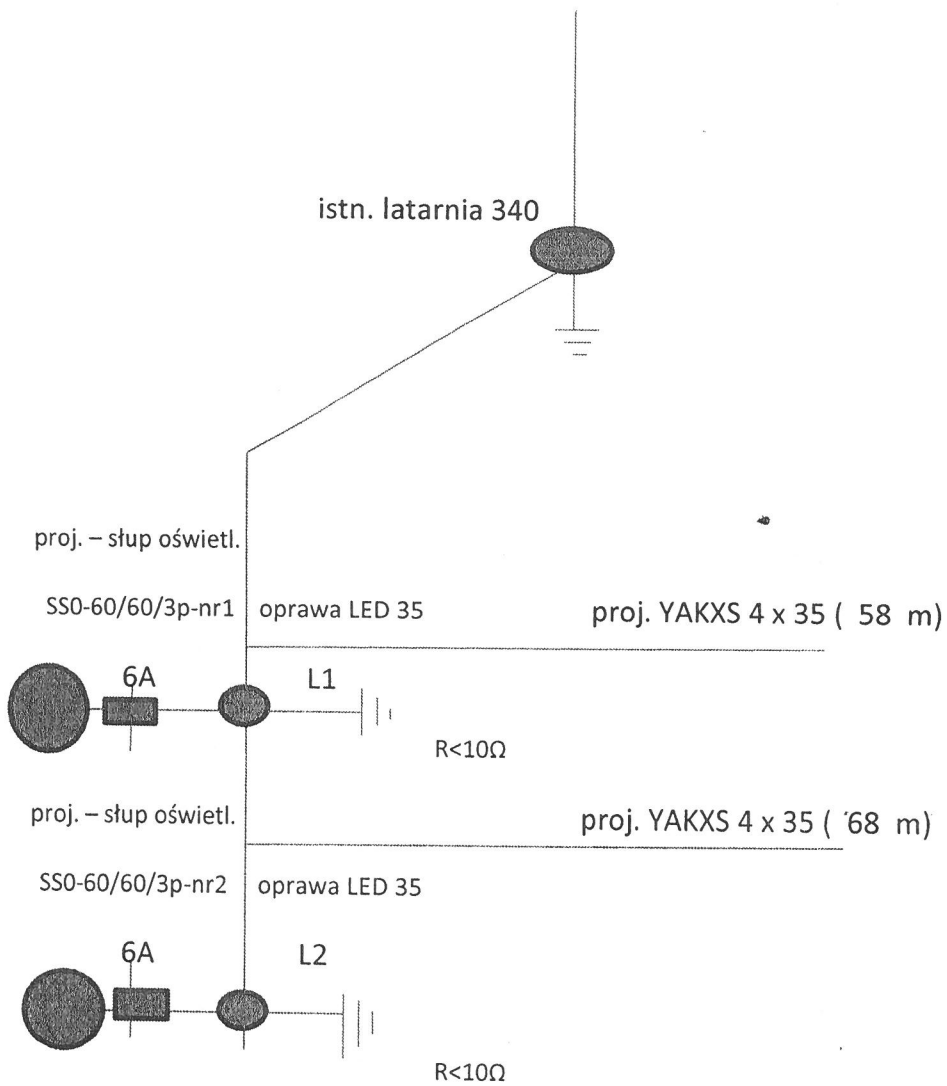 istn. latarnia 340
proj. – słup oświetl.
SS0-60/60/3p-nr1 oprawa LED 35
proj. YAKXS 4 x 35 ( 58 m)
6A
L1
R<10Ω
proj. – słup oświetl.
proj. YAKXS 4 x 35 ( 68 m)
SS0-60/60/3p-nr2 oprawa LED 35
6A
L2
R<10Ω